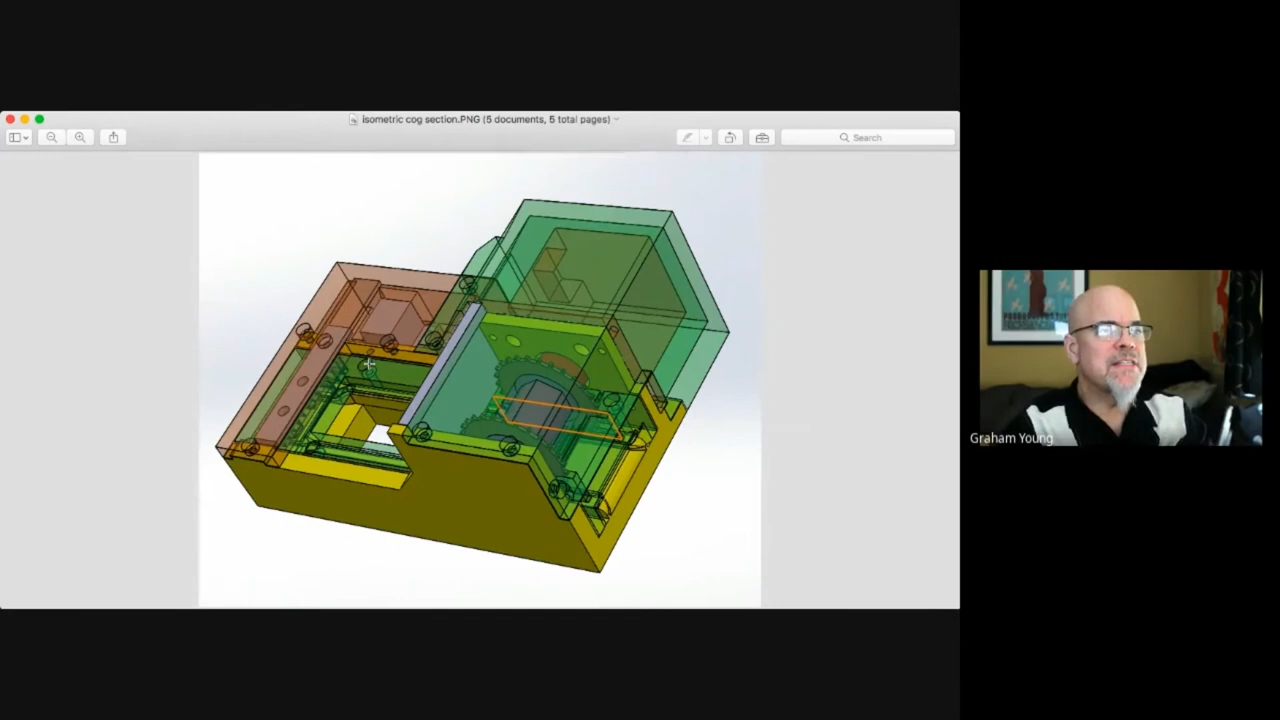 isometric cog section.PNG (5 documents, 5 total pages)
Search
Graham Young